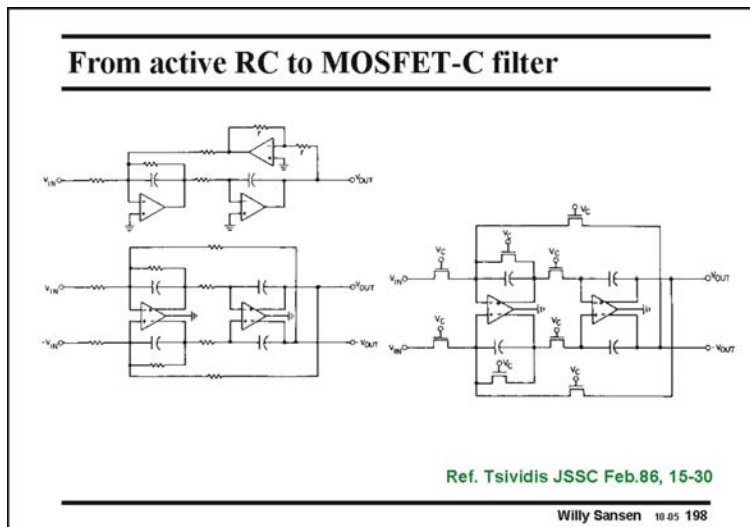 From active RC to MOSFET-C filter
r
r
VIN
VOUT
VIN
VOUT
-VIN
-VOUT
VC
VC
VC
VC
VIN
VOUT
VIN
-VOUT
VC
VC
VC
VC
Ref. Tsividis JSSC Feb.86, 15-30
Willy Sansen 10-05 198